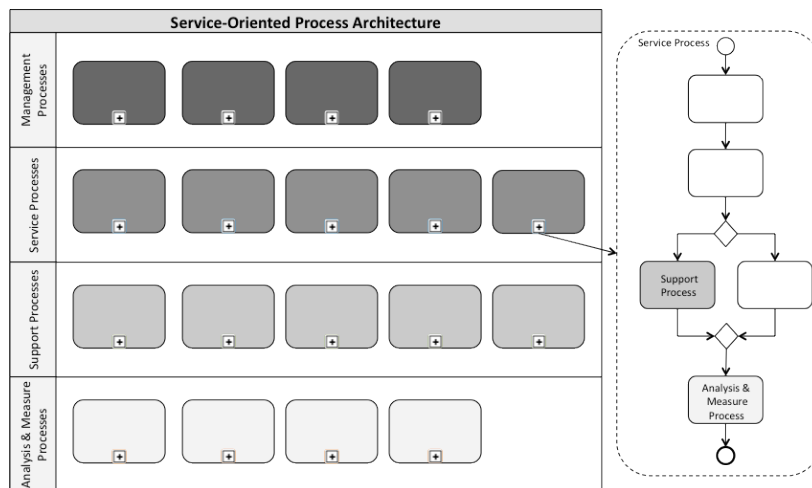 Service-Oriented Process Architecture
Management
Processes
Service Processes
Support Processes
Analysis & Measure
Processes
Service Process
Support
Process
Analysis &
Measure
Process